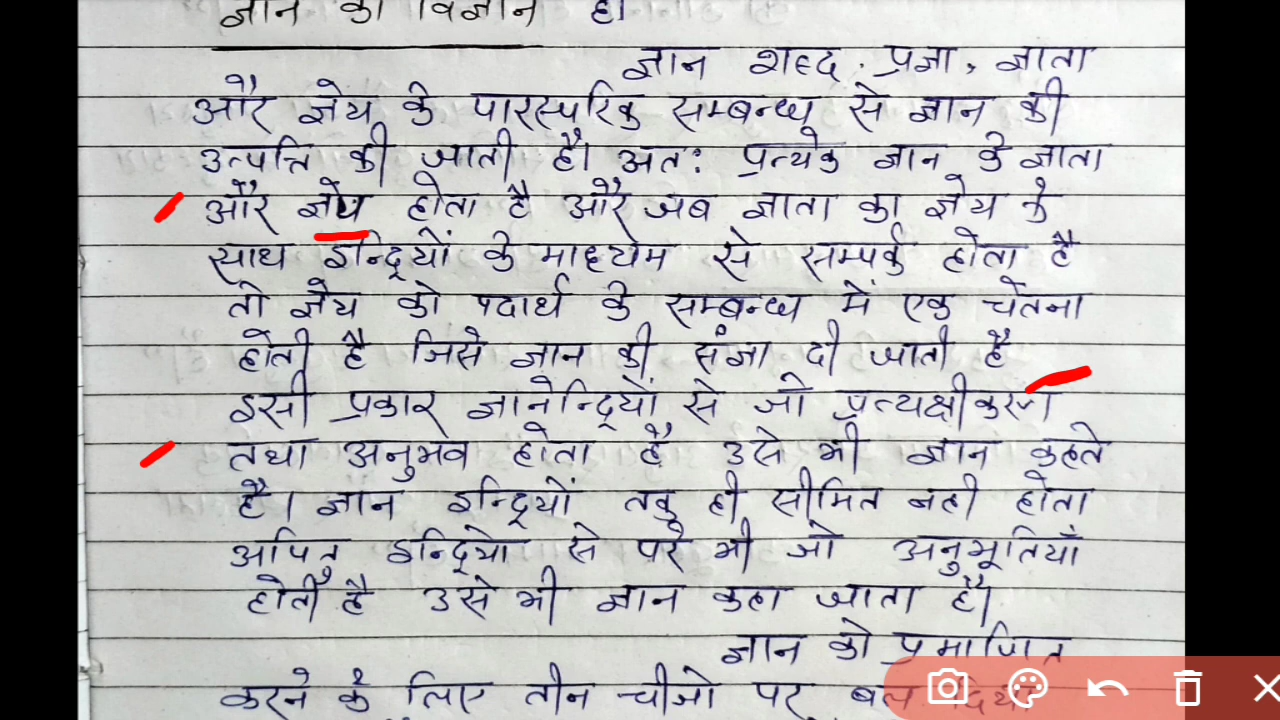 ज्ञान का विज्ञान है।
ज्ञान शब्द प्रज्ञा, ज्ञाता
और ज्ञेय के पारस्परिक सम्बन्ध से ज्ञान की
उत्पत्ति की जाती है। अतः प्रत्येक ज्ञान के ज्ञाता
और ज्ञेय होता है और जब ज्ञाता का ज्ञेय के
साथ इन्द्रियों के माध्यम से सम्पर्क होता है
तो ज्ञेय को पदार्थ के सम्बन्ध में एक चेतना
होती है जिसे ज्ञान की संज्ञा दी जाती है
इसी प्रकार ज्ञानेन्द्रियों से जो प्रत्यक्षीकरण
तथा अनुभव होता है उसे भी ज्ञान कहते
है। ज्ञान इन्द्रियों तक ही सीमित नही होता
अपितु इन्द्रियो से परे भी जो अनुभूतियाँ
होती है उसे भी ज्ञान कहा जाता है।
ज्ञान को प्रमाणित
करने के लिए तीन चीजो पर बल दिया